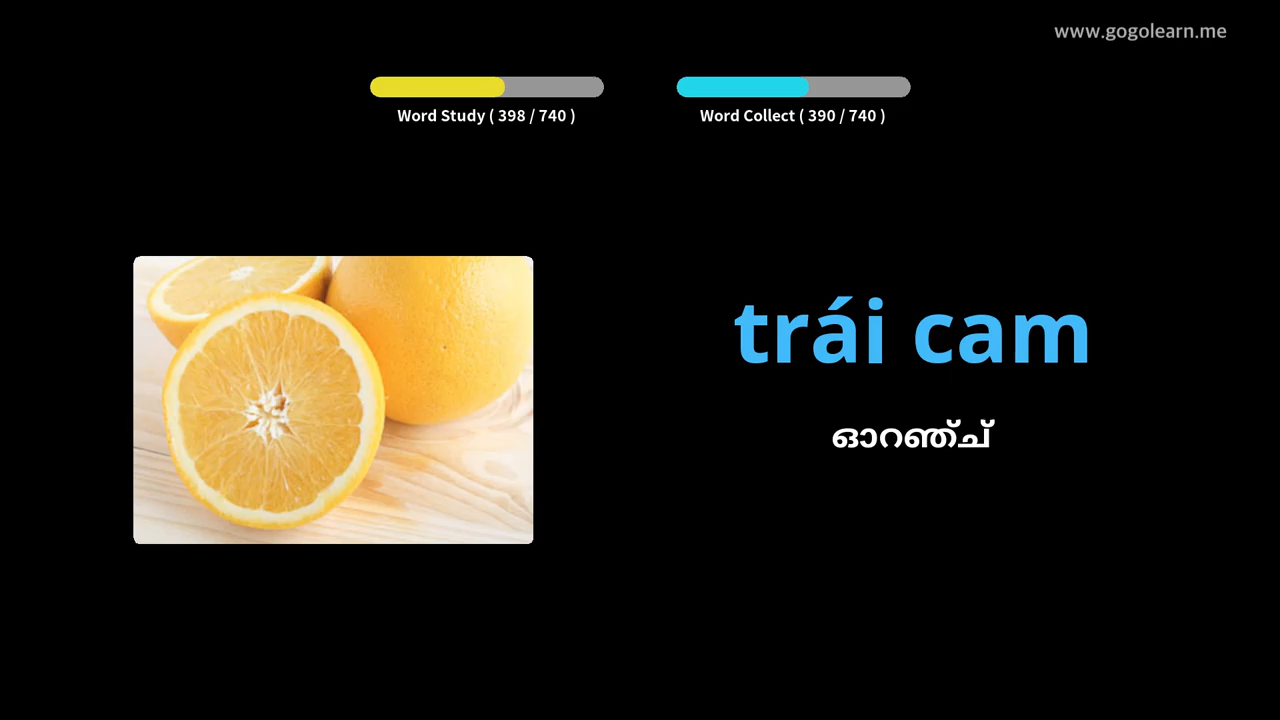 www.gogolearn.me
Word Study ( 398 / 740 )
Word Collect ( 390 / 740 )
trái cam
ഓറഞ്ച്